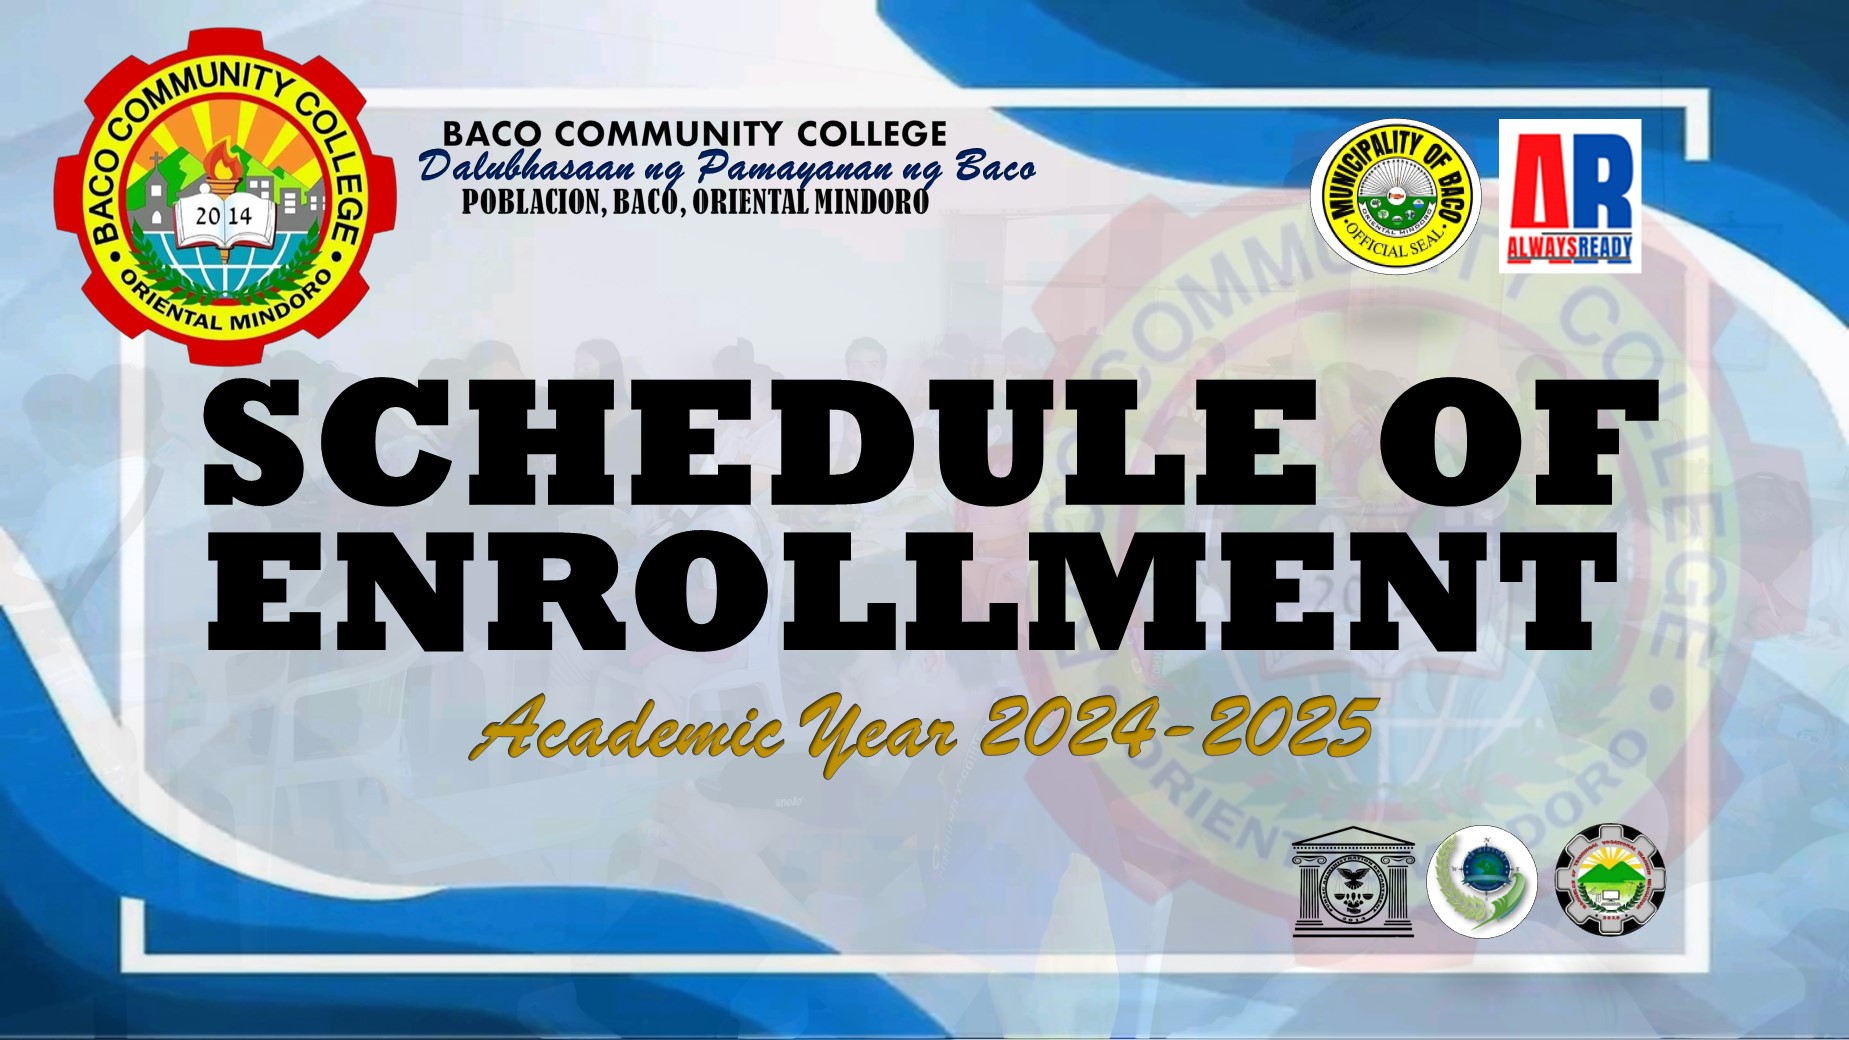 BACO COMMUNITY COLLEGE
2014
ORIENTAL MINDORO
BACO COMMUNITY COLLEGE
Dalubhasaan ng Pamayanan ng Baco
POBLACION, BACO, ORIENTAL MINDORO
MUNICIPALITY OF BACO
ORIENTAL MINDORO
OFFICIAL SEAL
AR
ALWAYSREADY
SCHEDULE OF
ENROLLMENT
Academic Year 2024-2025